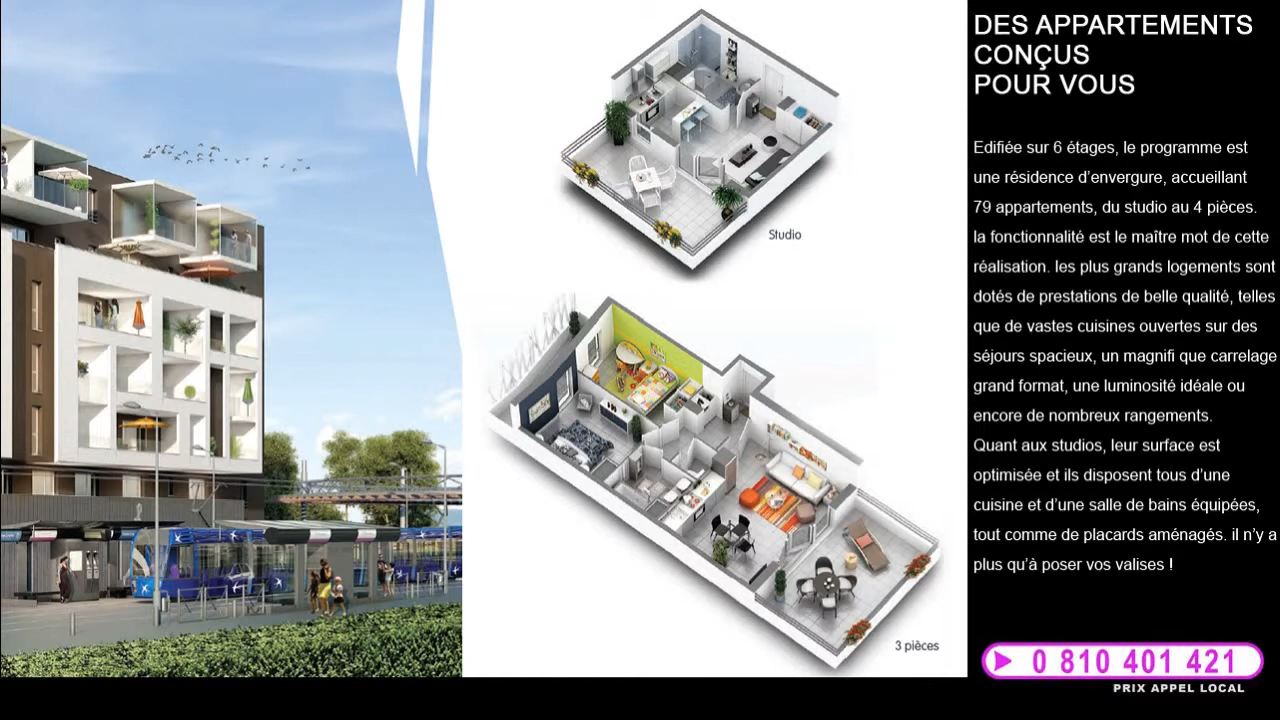 DES APPARTEMENTS
CONÇUS
POUR VOUS
Edifiée sur 6 étages, le programme est
une résidence d’envergure, accueillant
79 appartements, du studio au 4 pièces.
la fonctionnalité est le maître mot de cette
réalisation. les plus grands logements sont
dotés de prestations de belle qualité, telles
que de vastes cuisines ouvertes sur des
séjours spacieux, un magnifi que carrelage
grand format, une luminosité idéale ou
encore de nombreux rangements.
Quant aux studios, leur surface est
optimisée et ils disposent tous d’une
cuisine et d’une salle de bains équipées,
tout comme de placards aménagés. il n’y a
plus qu’à poser vos valises !
Studio
3 pièces
0 810 401 421
PRIX APPEL LOCAL